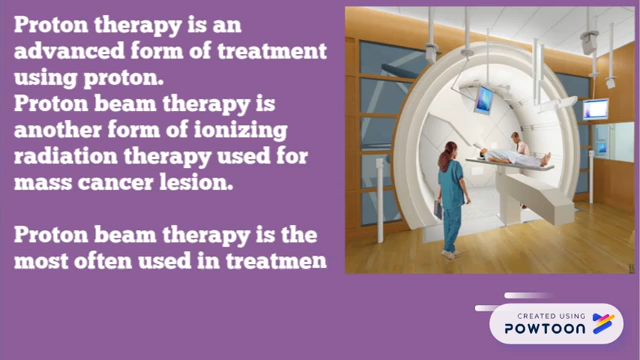 Proton therapy is an
advanced form of treatment
using proton.
Proton beam therapy is
another form of ionizing
radiation therapy used for
mass cancer lesion.
Proton beam therapy is the
most often used in treatmen
CREATED USING
POWTOON